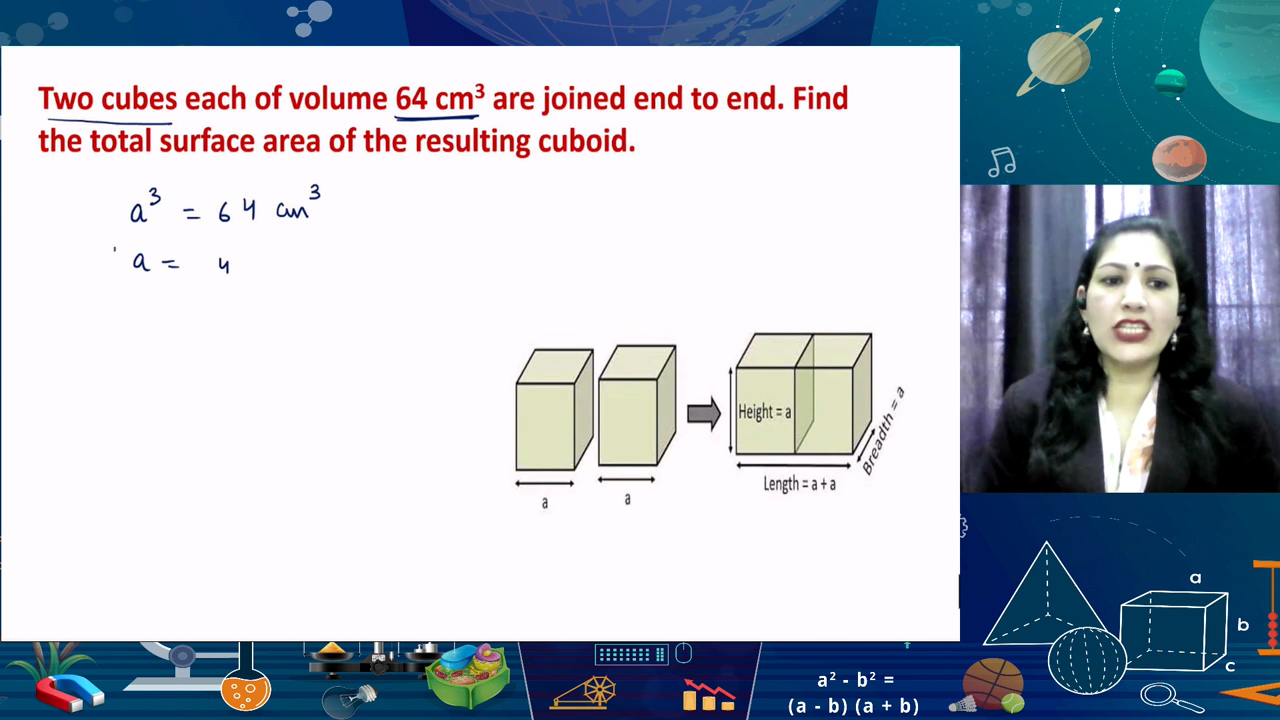 Two cubes each of volume 64 cm³ are joined end to end. Find
the total surface area of the resulting cuboid.
a³ = 64 cm³
a = 4
Height = a
Breadth = a
Length = a + a
a
a
a
b
c
a² - b² =
(a - b) (a + b)